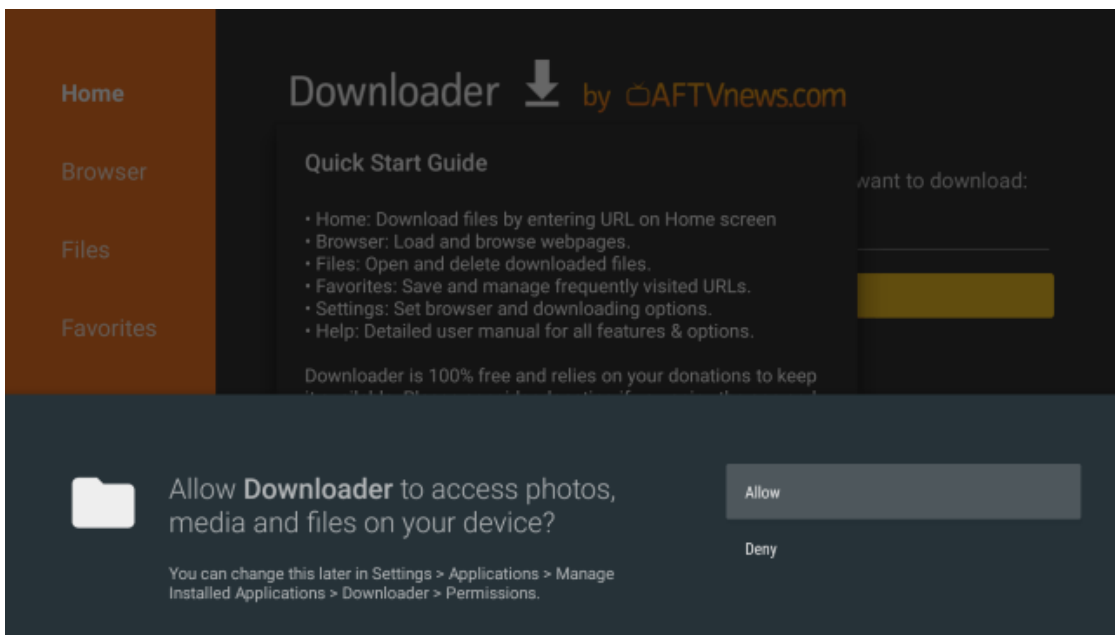 Home
Browser
Files
Favorites
Downloader by AFTVnews.com
want to download:
Quick Start Guide
• Home: Download files by entering URL on Home screen
• Browser: Load and browse webpages.
• Files: Open and delete downloaded files.
• Favorites: Save and manage frequently visited URLs.
• Settings: Set browser and downloading options.
• Help: Detailed user manual for all features & options.
Downloader is 100% free and relies on your donations to keep
Allow Downloader to access photos,
media and files on your device?
You can change this later in Settings > Applications > Manage
Installed Applications > Downloader > Permissions.
Allow
Deny